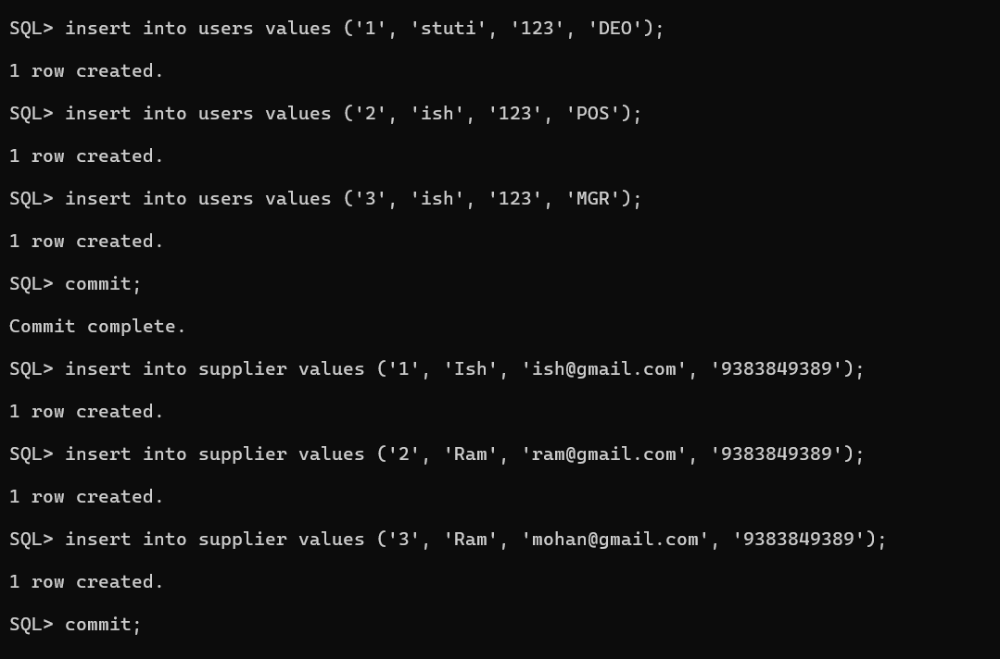 SQL> insert into users values ('1', 'stuti', '123', 'DEO');
1 row created.
SQL> insert into users values ('2', 'ish', '123', 'POS');
1 row created.
SQL> insert into users values ('3', 'ish', '123', 'MGR');
1 row created.
SQL> commit;
Commit complete.
SQL> insert into supplier values ('1', 'Ish', 'ish@gmail.com', '9383849389');
1 row created.
SQL> insert into supplier values ('2', 'Ram', 'ram@gmail.com', '9383849389');
1 row created.
SQL> insert into supplier values ('3', 'Ram', 'mohan@gmail.com', '9383849389');
1 row created.
SQL> commit;